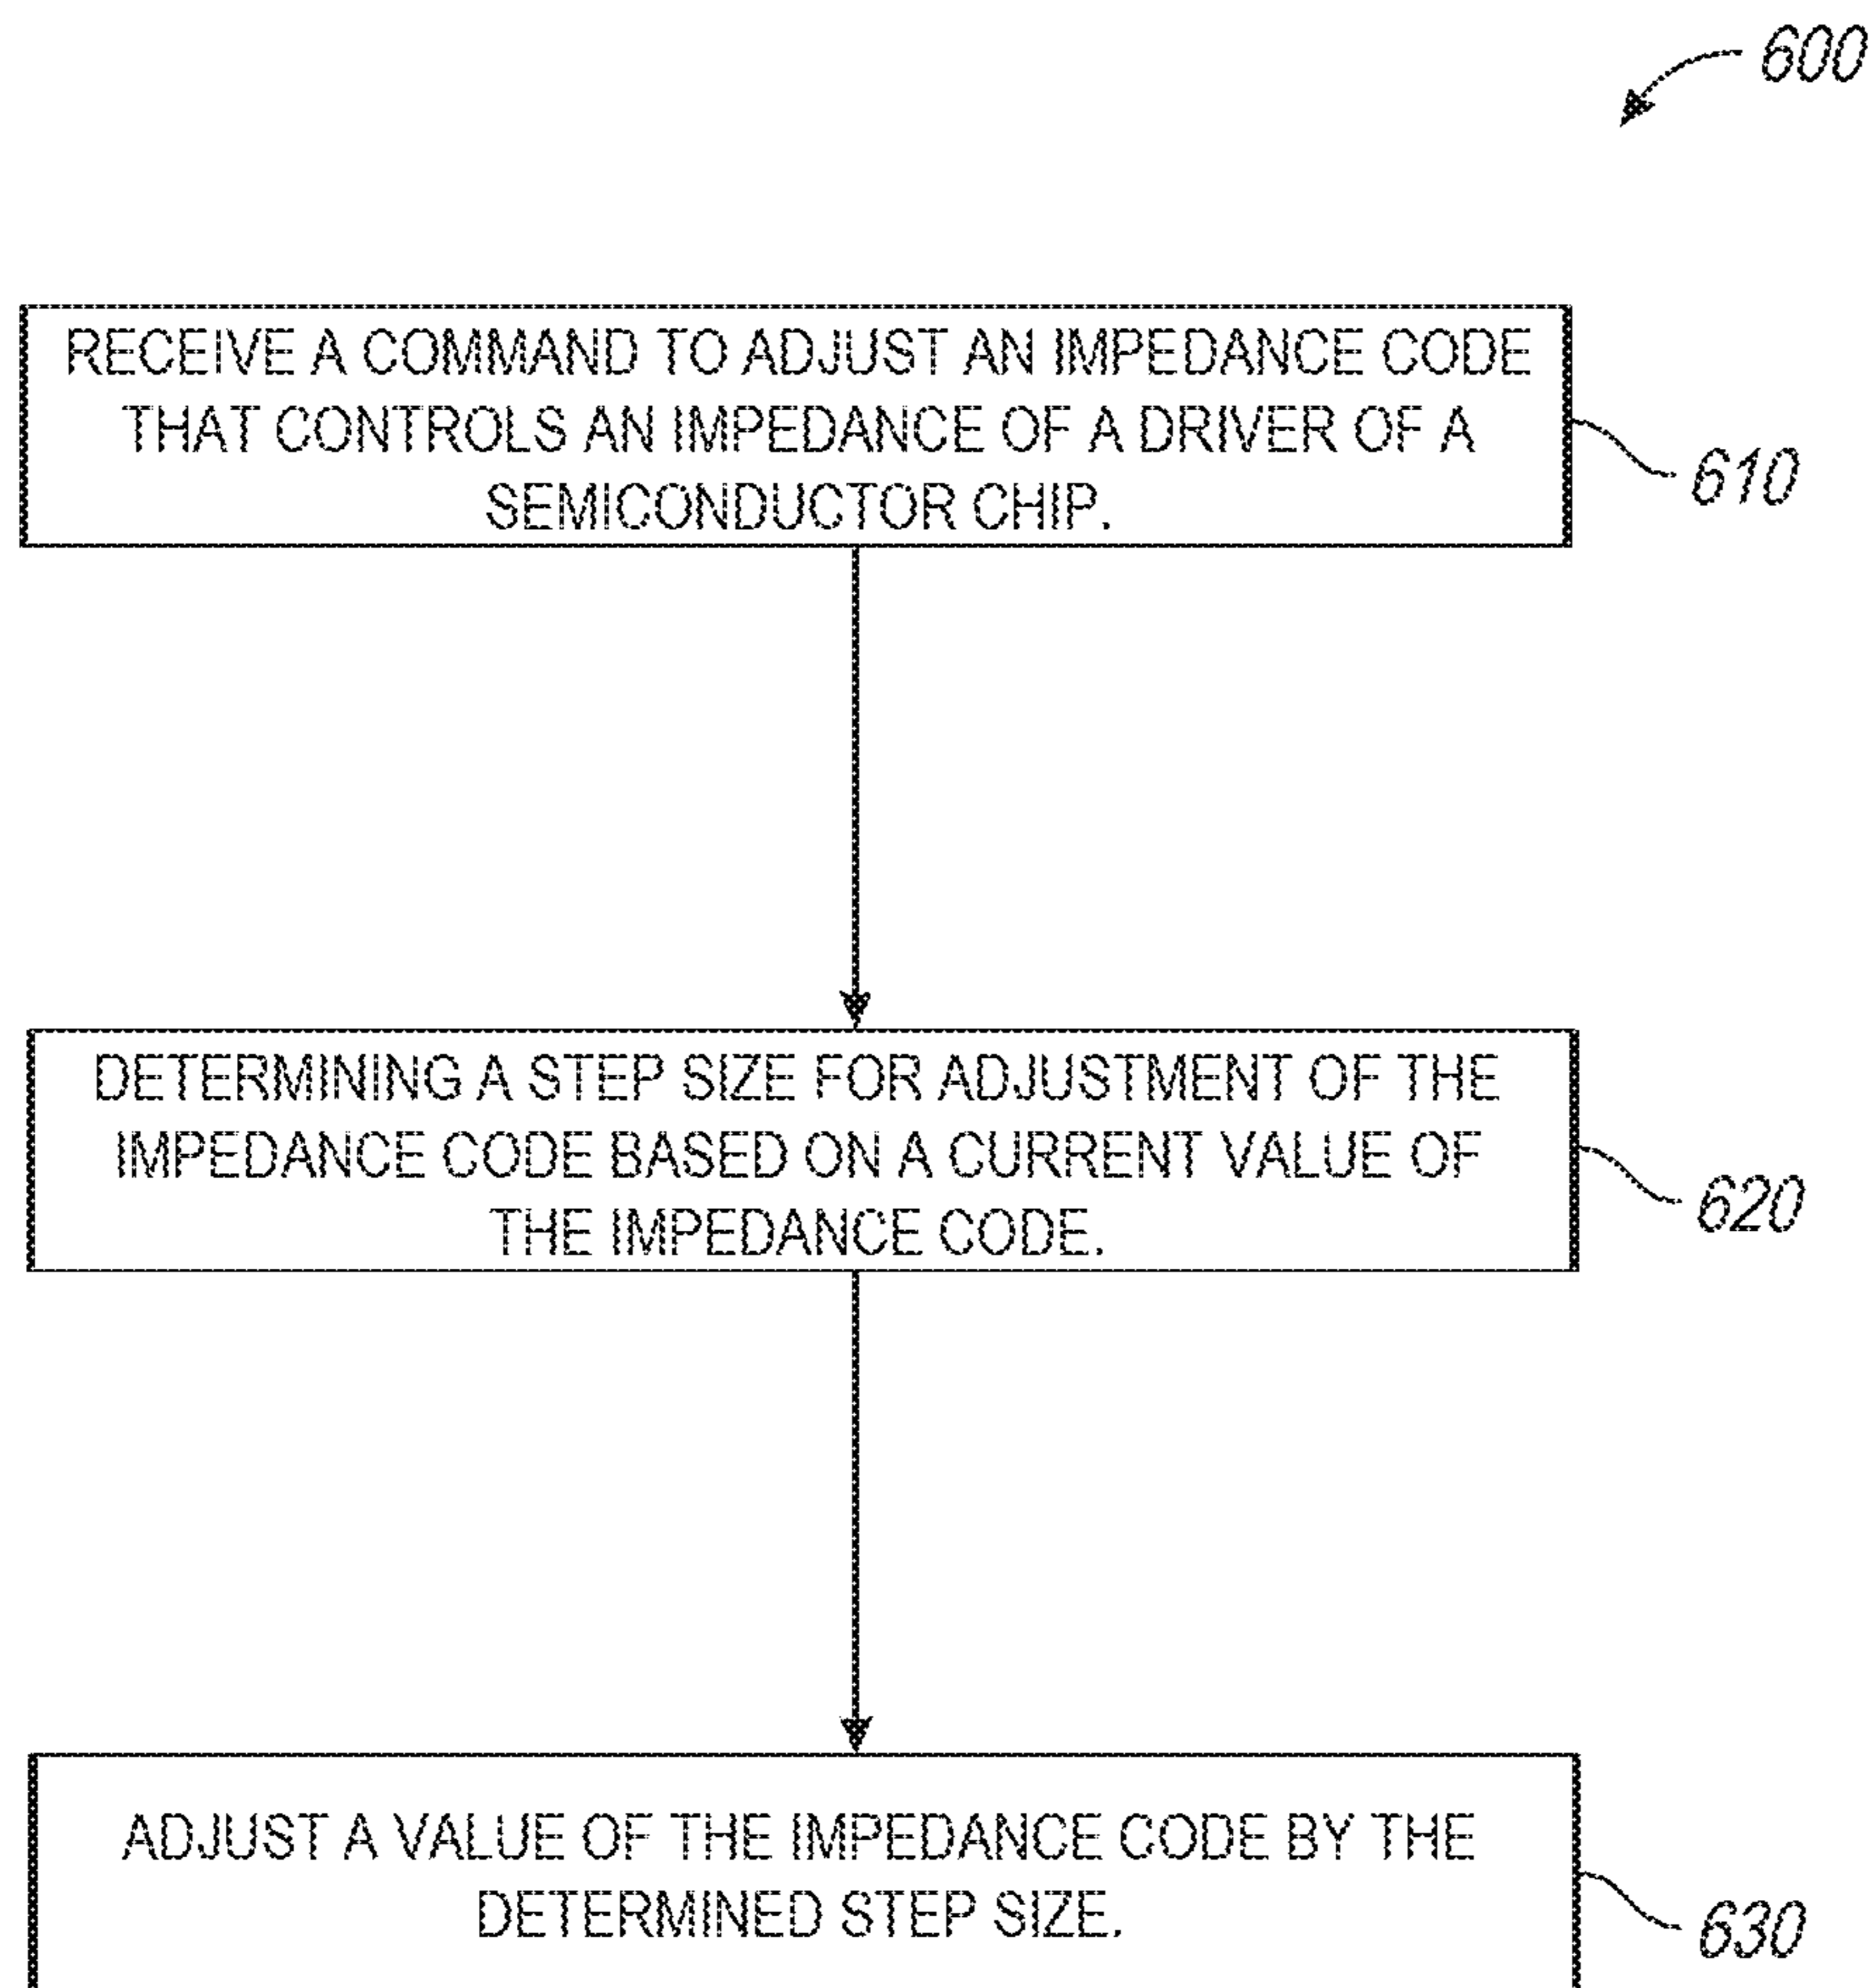 600
RECEIVE A COMMAND TO ADJUST AN IMPEDANCE CODE
THAT CONTROLS AN IMPEDANCE OF A DRIVER OF A
SEMICONDUCTOR CHIP.
610
DETERMINING A STEP SIZE FOR ADJUSTMENT OF THE
IMPEDANCE CODE BASED ON A CURRENT VALUE OF
THE IMPEDANCE CODE.
620
ADJUST A VALUE OF THE IMPEDANCE CODE BY THE
DETERMINED STEP SIZE.
630